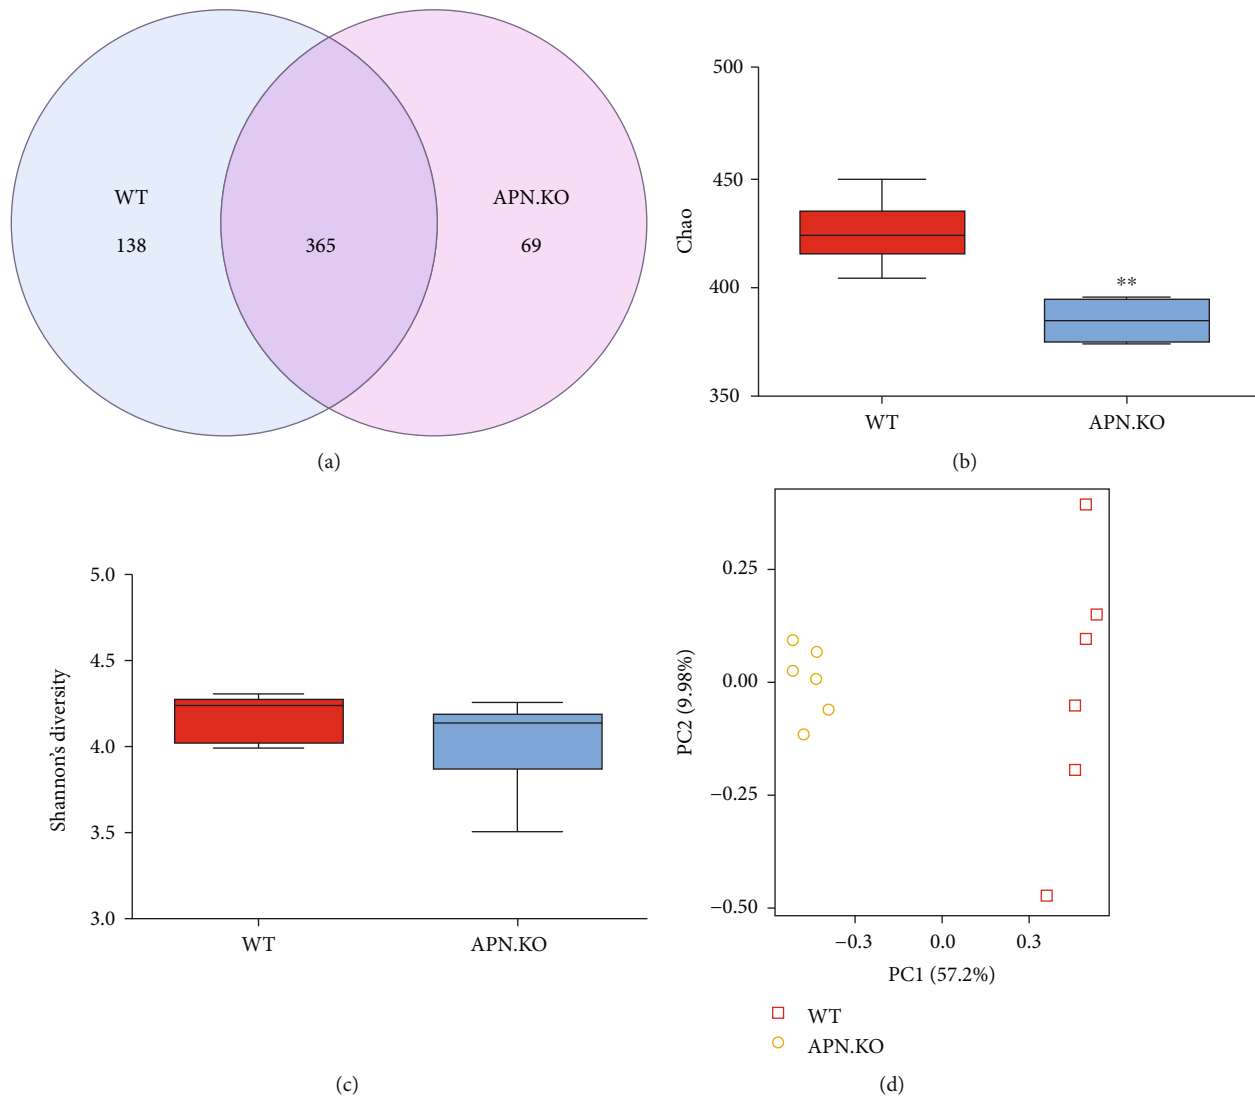 WT
APN.KO
138
365
69
(a)
Chao
500
450
400
350
**
WT
APN.KO
(b)
Shannon's diversity
5.0
4.5
4.0
3.5
3.0
WT
APN.KO
(c)
PC2 (9.98%)
0.25
0.00
−0.25
−0.50
−0.3
0.0
0.3
PC1 (57.2%)
WT
APN.KO
(d)